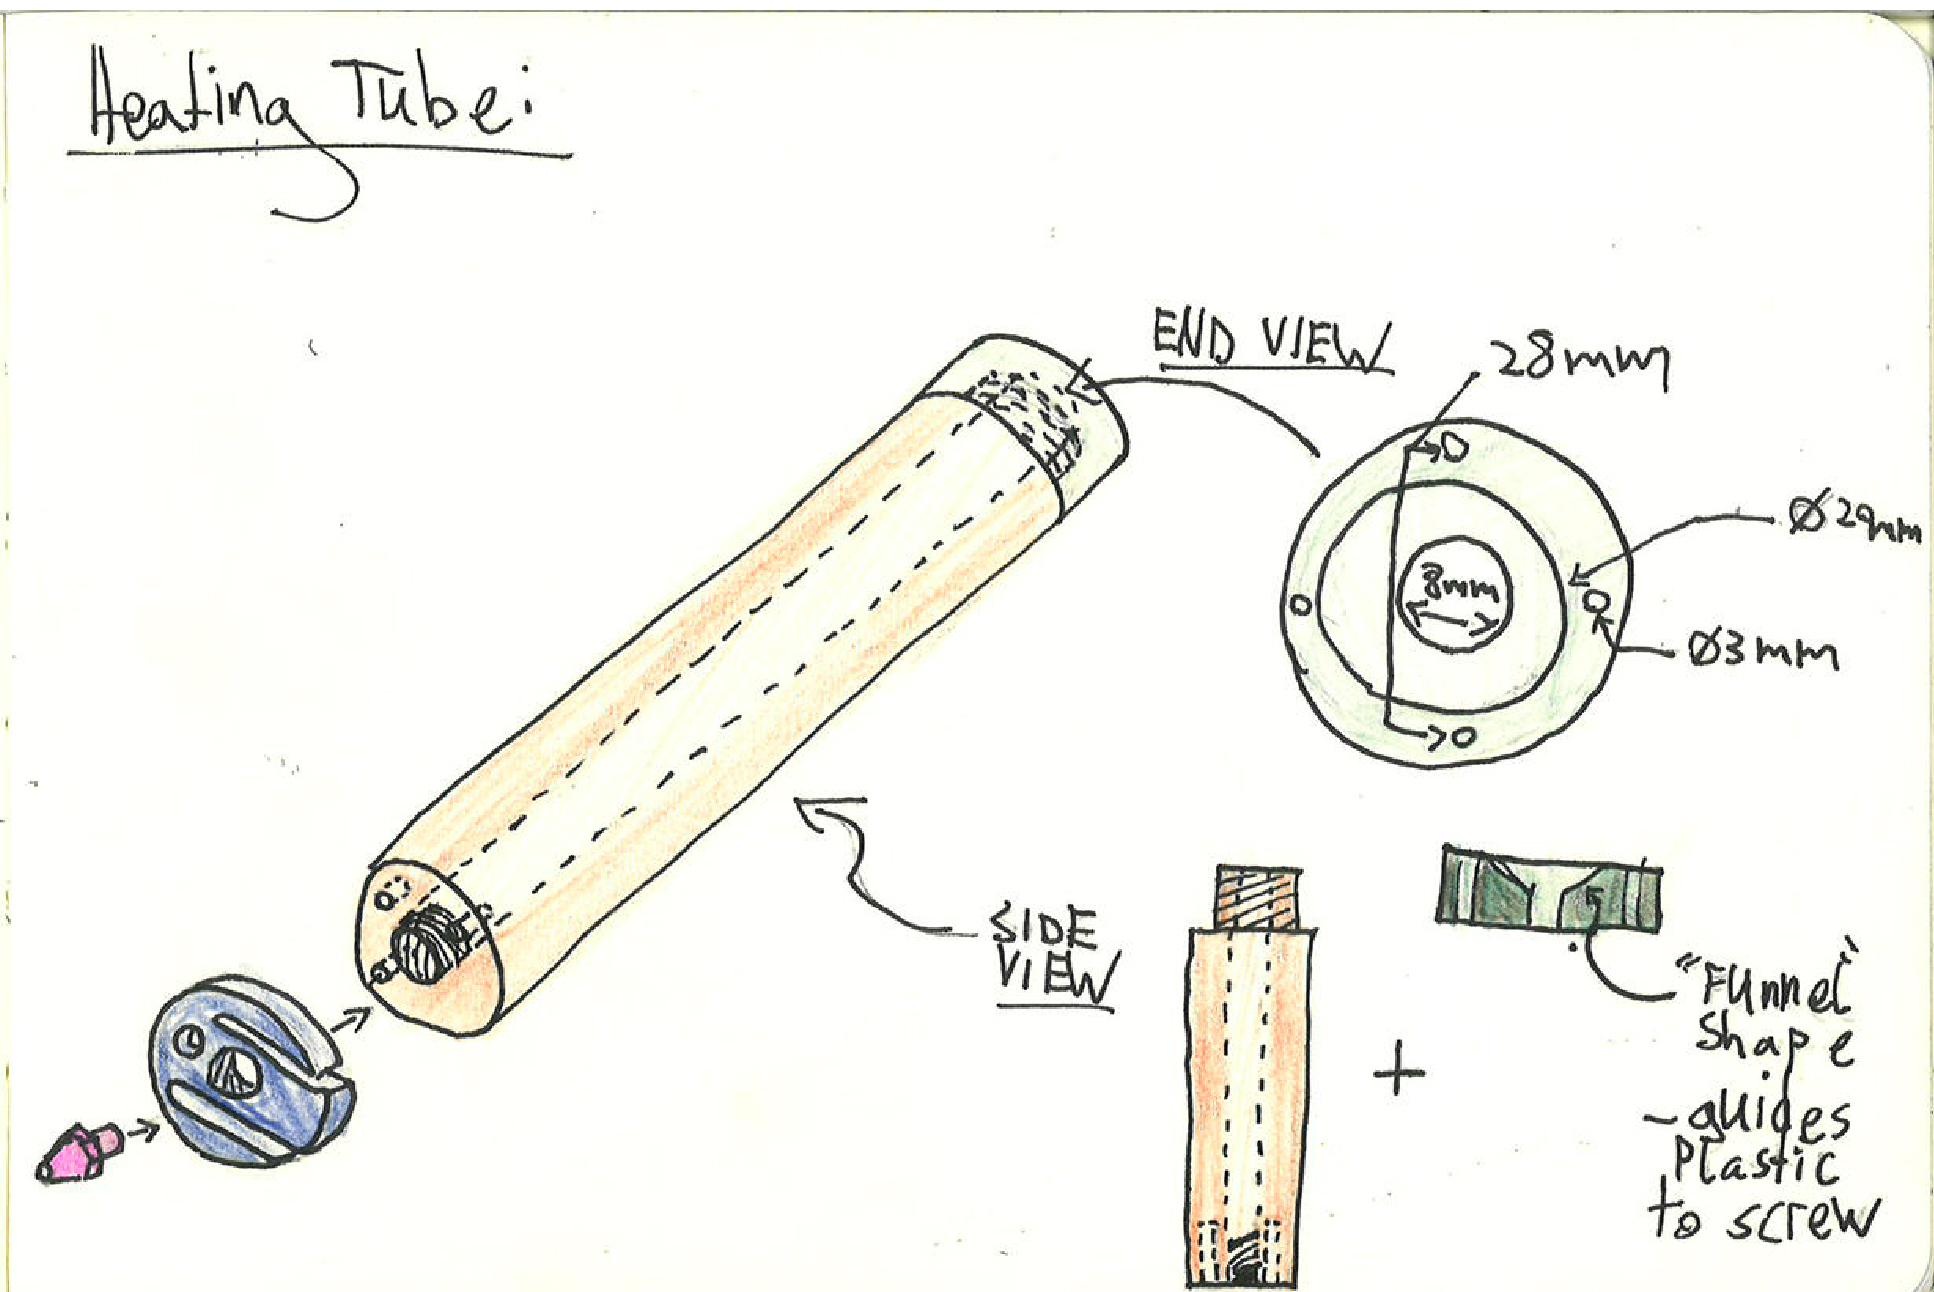 Heating Tube:
END VIEW
28mm
Ø29mm
8mm
Ø3mm
SIDE
VIEW
+
"Funnel"
Shape
- guides
Plastic
to screw